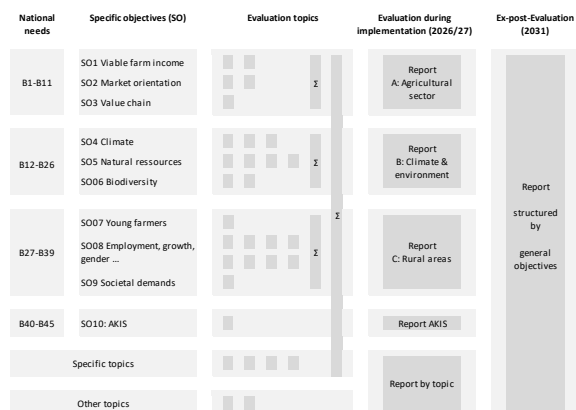 National needs
Specific objectives (SO)
Evaluation topics
Evaluation during
implementation (2026/27)
Ex-post-Evaluation
(2031)
B1-B11
SO1 Viable farm income
SO2 Market orientation
SO3 Value chain
Σ
Report
A: Agricultural
sector
B12-B26
SO4 Climate
SO5 Natural ressources
SO06 Biodiversity
Σ
Report
B: Climate &
environment
B27-B39
SO07 Young farmers
SO08 Employment, growth,
gender ...
SO9 Societal demands
Σ
Σ
Report
C: Rural areas
B40-B45
SO10: AKIS
Report AKIS
Specific topics
Other topics
Report by topic
Report
structured
by
general
objectives